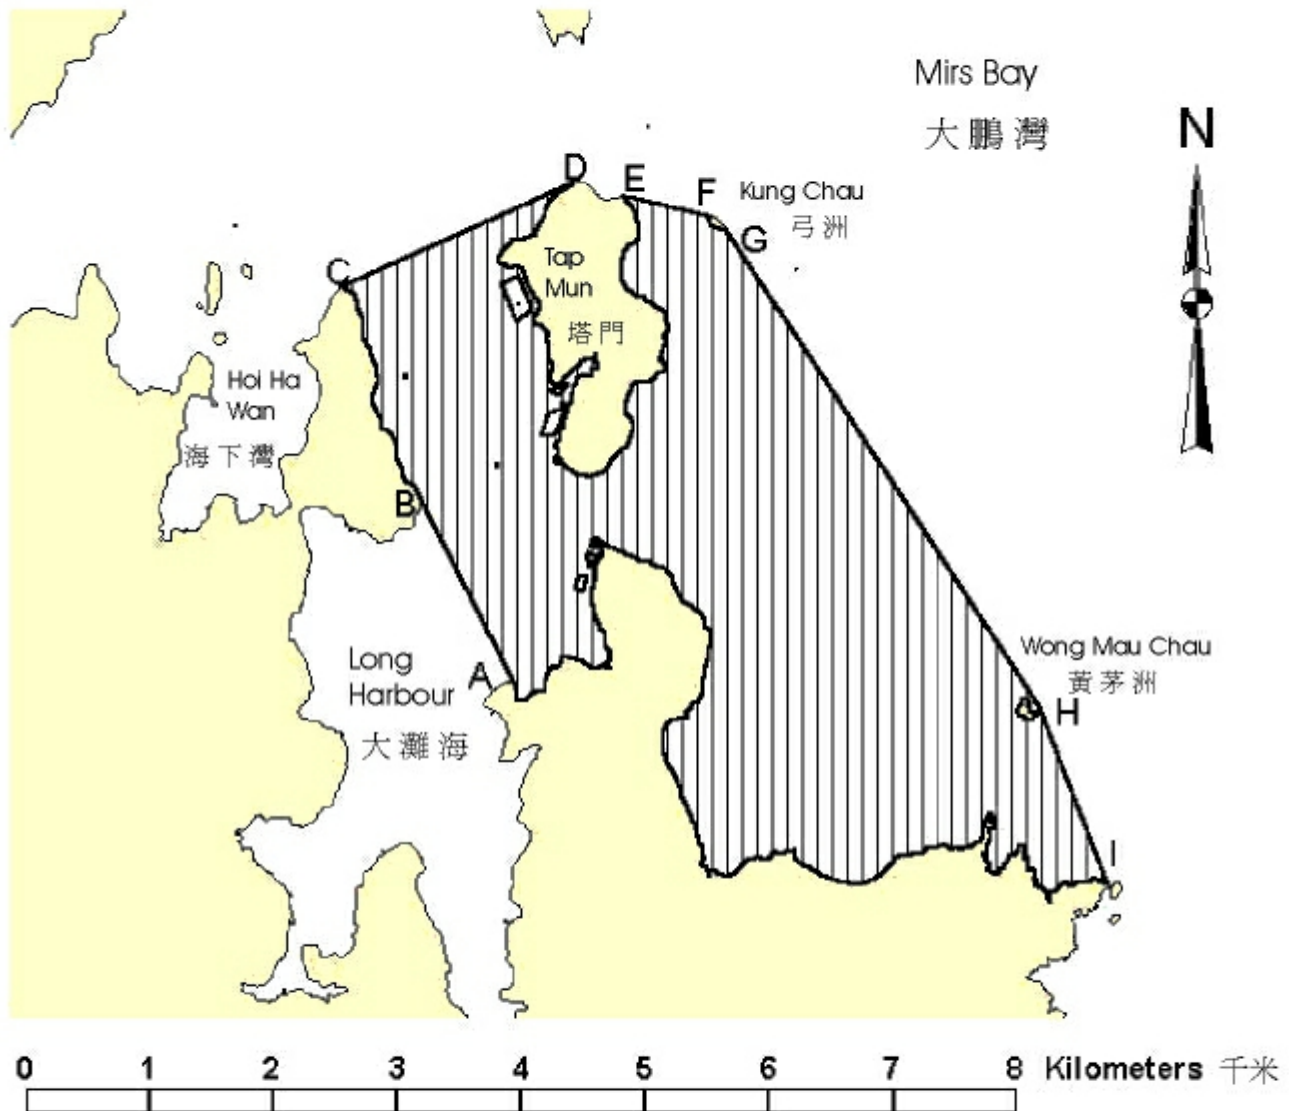 Mirs Bay
大鵬灣
N
D
E
F
Kung Chau
弓洲
G
C
Tap
Mun
塔門
Hoi Ha
Wan
海下灣
B
Wong Mau Chau
黃茅洲
H
A
Long
Harbour
大灘海
I
0 1 2 3 4 5 6 7 8 Kilometers 千米